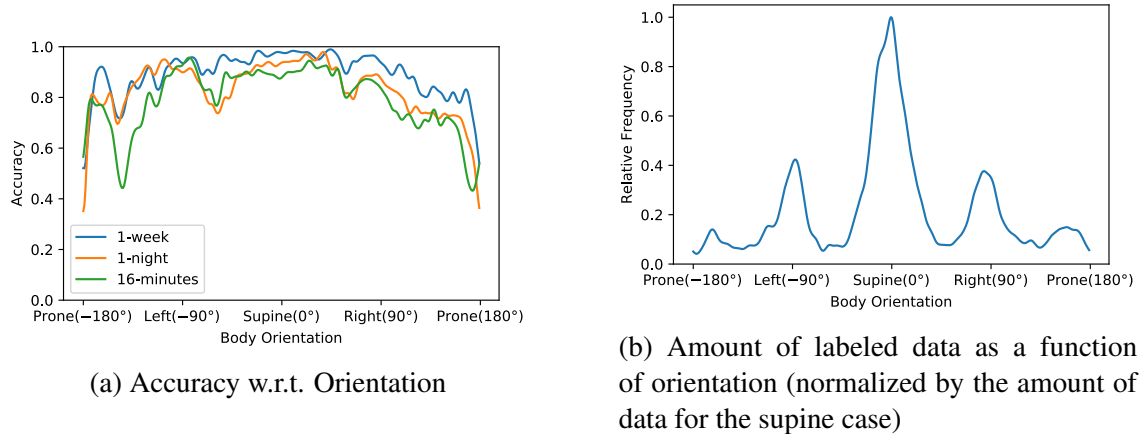 1.0
0.8
0.6
0.4
0.2
0.0
Accuracy
1-week
1-night
16-minutes
Prone(−180°) Left(−90°) Supine(0°) Right(90°) Prone(180°)
Body Orientation
(a) Accuracy w.r.t. Orientation
1.0
0.8
0.6
0.4
0.2
0.0
Relative Frequency
Prone(−180°) Left(−90°) Supine(0°) Right(90°) Prone(180°)
Body Orientation
(b) Amount of labeled data as a function
of orientation (normalized by the amount of
data for the supine case)